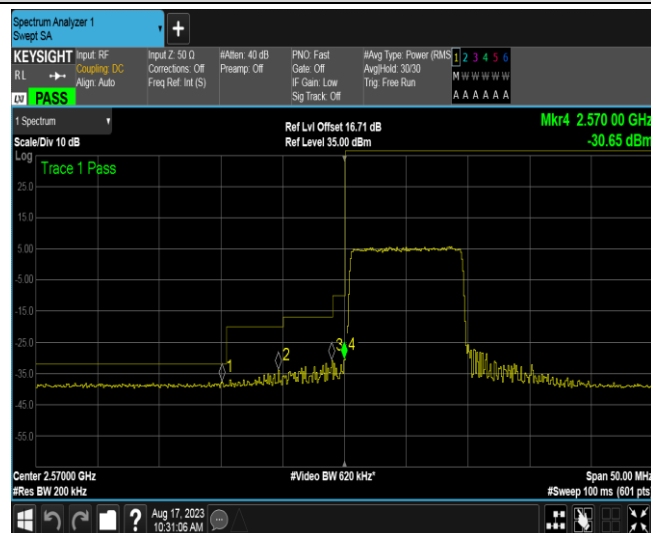 Spectrum Analyzer 1
Swept SA
+
KEYSIGHT
RL
PASS
Input: RF
Coupling: DC
Align: Auto
Input Z: 50 Ω
Corrections: Off
Freq Ref: Int (S)
#Atten: 40 dB
Preamp: Off
PNO: Fast
Gate: Off
IF Gain: Low
Sig Track: Off
#Avg Type: Power (RMS
Avg|Hold: 30/30
Trig: Free Run
1 2 3 4 5 6
M W W W W W
A A A A A A
1 Spectrum
Scale/Div 10 dB
Ref Lvl Offset 16.71 dB
Ref Level 35.00 dBm
Mkr4 2.570 00 GHz
-30.65 dBm
Log
Trace 1 Pass
25.0
15.0
5.00
-5.00
-15.0
-25.0
-35.0
-45.0
-55.0
1
2
3
4
Center 2.57000 GHz
#Res BW 200 kHz
#Video BW 620 kHz*
Span 50.00 MHz
#Sweep 100 ms (601 pts
?
Aug 17, 2023
10:31:06 AM